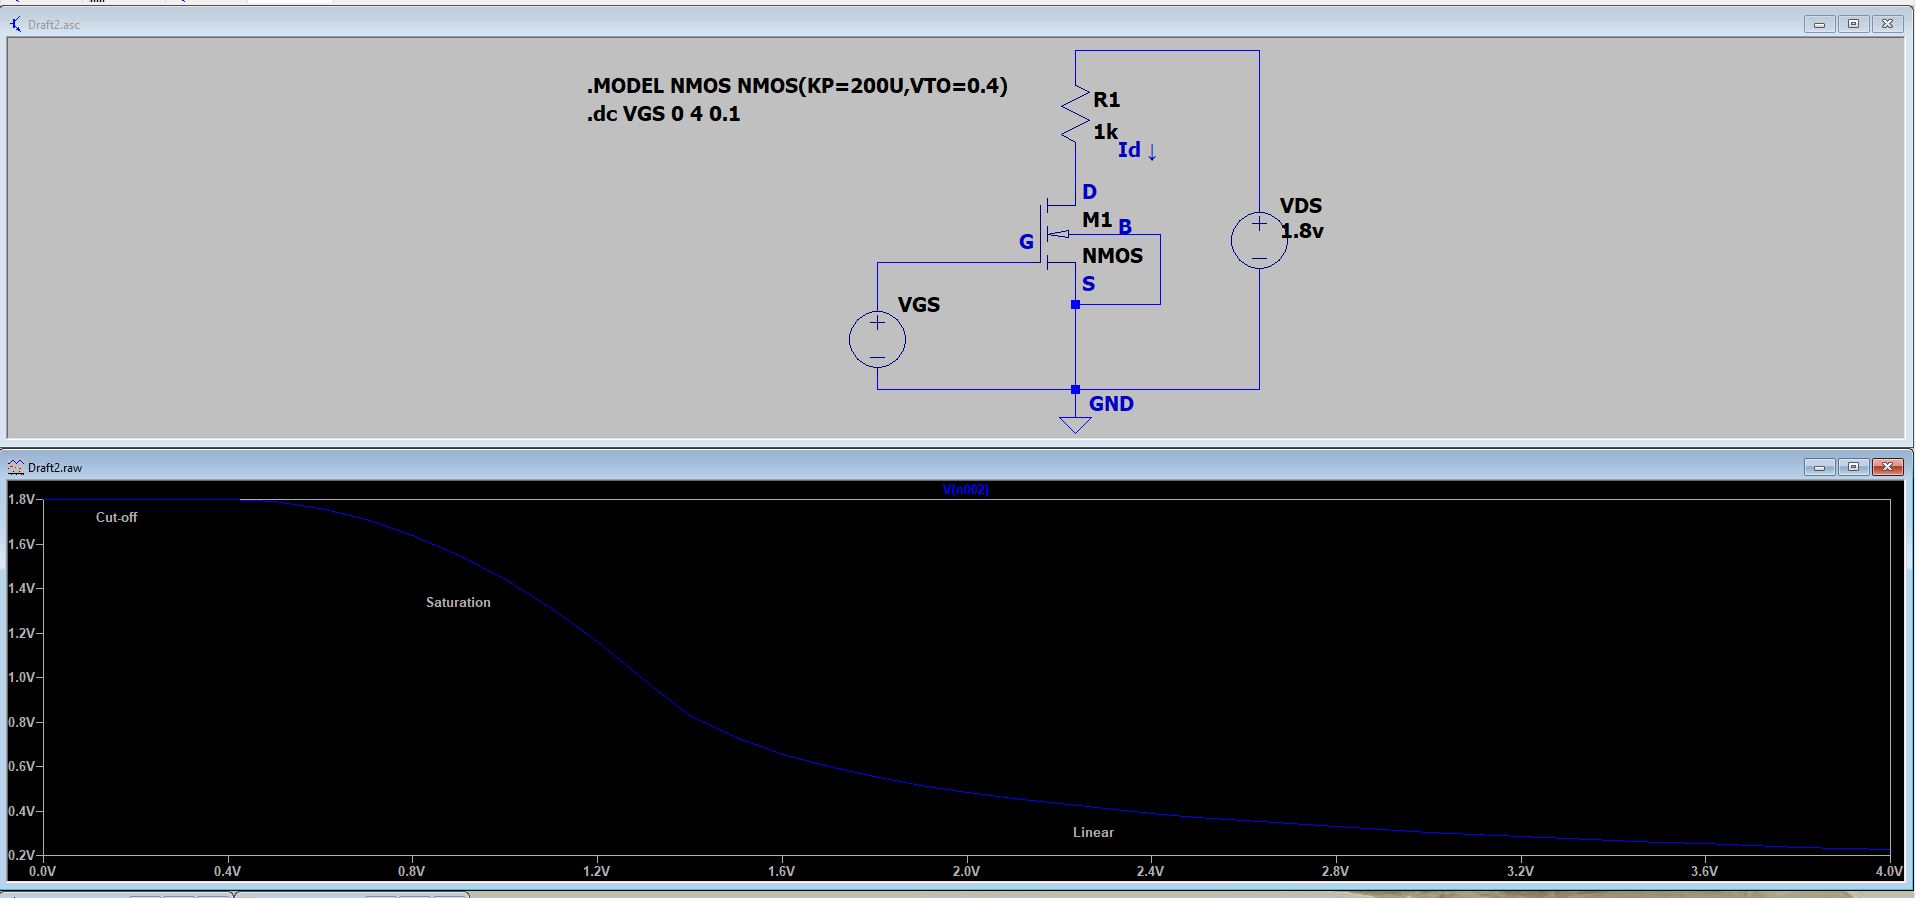 Draft2.asc
.MODEL NMOS NMOS(KP=200U,VTO=0.4)
.dc VGS 0 4 0.1
R1
1k
Id ↓
D
M1
B
G
NMOS
S
VDS
1.8v
VGS
GND
Draft2.raw
V(n002)
1.8V
Cut-off
1.6V
1.4V
Saturation
1.2V
1.0V
0.8V
0.6V
0.4V
Linear
0.2V
0.0V 0.4V 0.8V 1.2V 1.6V 2.0V 2.4V 2.8V 3.2V 3.6V 4.0V